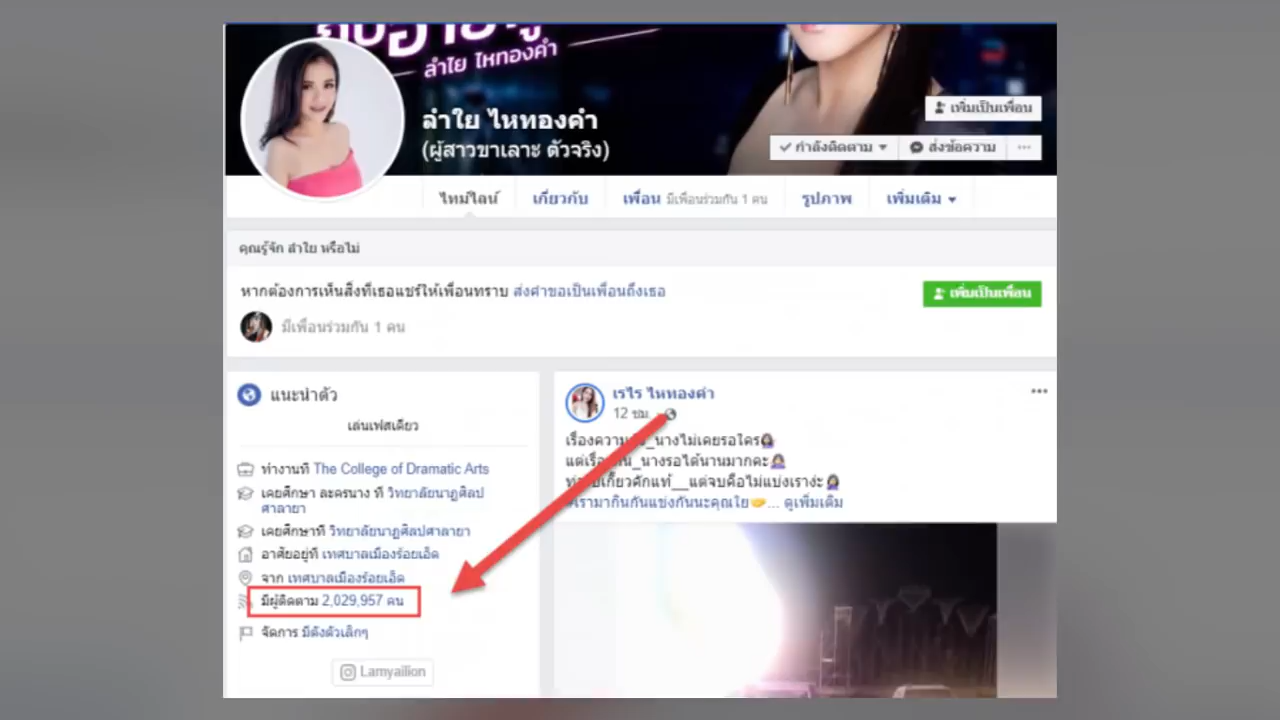 ลำไย ไหทองคำ
ลำใย ไหทองคำ
(ผู้สาวขาเลาะ ตัวจริง)
เพิ่มเป็นเพื่อน
กำลังติดตาม
ส่งข้อความ
ไทม์ไลน์
เกี่ยวกับ
เพื่อน มีเพื่อนร่วมกัน 1 คน
รูปภาพ
เพิ่มเติม
คุณรู้จัก ลำใย หรือไม่
หากต้องการเห็นสิ่งที่เธอแชร์ให้เพื่อนทราบ ส่งคำขอเป็นเพื่อนถึงเธอ
เพิ่มเป็นเพื่อน
มีเพื่อนร่วมกัน 1 คน
แนะนำตัว
เล่นเฟสเดียว
ทำงานที่ The College of Dramatic Arts
เคยศึกษา ละครนาง ที่ วิทยาลัยนาฏศิลป
ศาลายา
เคยศึกษาที่ วิทยาลัยนาฏศิลปศาลายา
อาศัยอยู่ที่ เทศบาลเมืองร้อยเอ็ด
จาก เทศบาลเมืองร้อยเอ็ด
มีผู้ติดตาม 2,029,957 คน
จัดการ มีดังตัวเล็กๆ
Lamyailion
เรไร ไหทองคำ
12 ชม.
เรื่องความ _นางไม่เคยรอใคร🤦🏻‍♀️
แต่เรื่อง _นางรอได้นานมากคะ🤦🏻‍♀️
เกี้ยวคักแท้__แต่จบคือไม่แบ่งเราง่ะ🤦🏻‍♀️
#เรามากินกันแข่งกันนะคุณใย🤛... ดูเพิ่มเติม